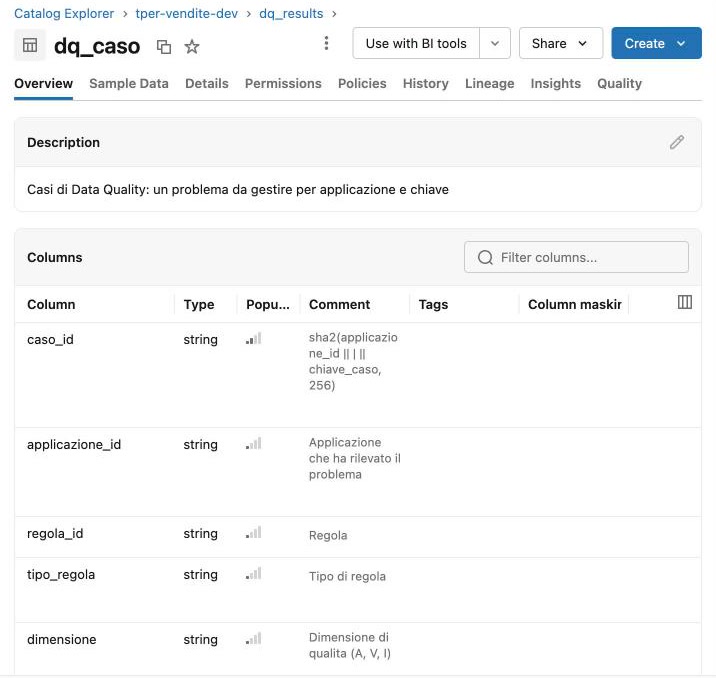 Catalog Explorer > tper-vendite-dev > dq_results >
dq_caso
Use with BI tools
Share
Create
Overview Sample Data Details Permissions Policies History Lineage Insights Quality
Description
Casi di Data Quality: un problema da gestire per applicazione e chiave
Columns
Filter columns...
Column Type Popu... Comment Tags Column maskir
caso_id string sha2(applicazio
ne_id || | ||
chiave_caso,
256)
applicazione_id string Applicazione
che ha rilevato il
problema
regola_id string Regola
tipo_regola string Tipo di regola
dimensione string Dimensione di
qualita (A, V, I)